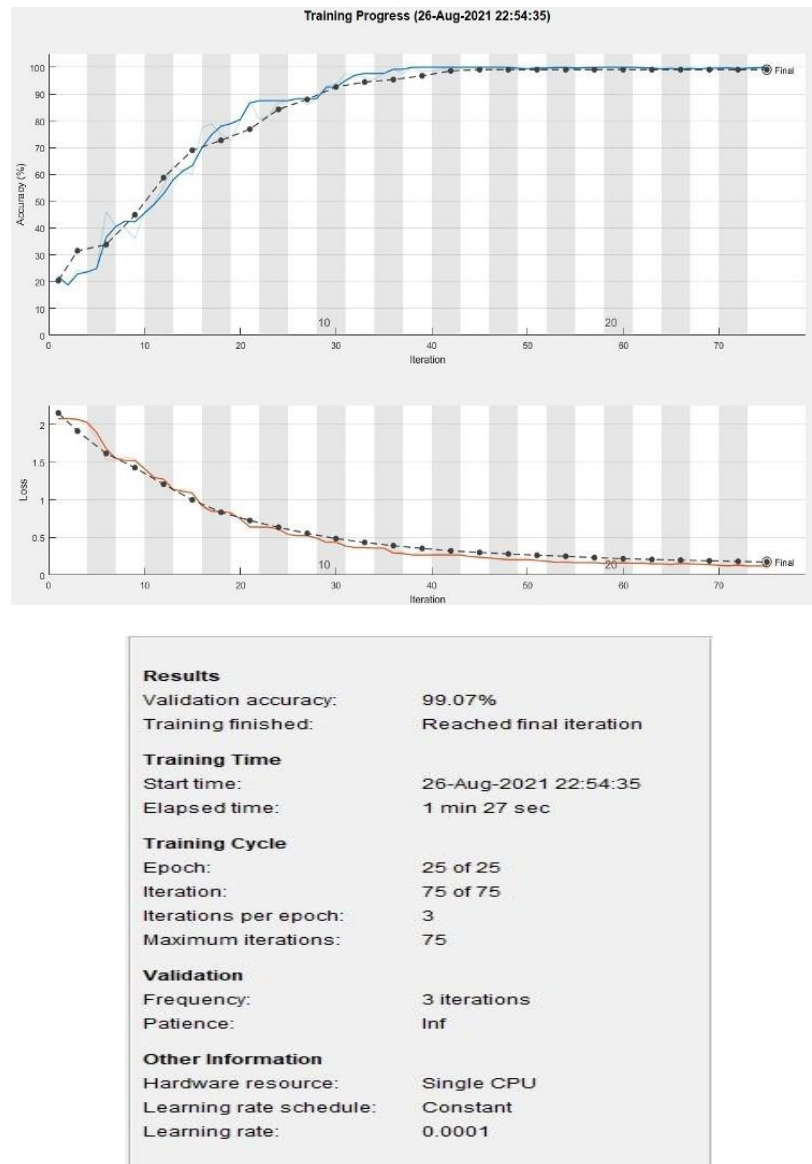 Training Progress (26-Aug-2021 22:54:35)
100
90
80
70
60
50
40
30
20
10
0
Accuracy (%)
10
20
Final
0 10 20 30 40 50 60 70
Iteration
2
1.5
1
0.5
0
Loss
10
20
Final
0 10 20 30 40 50 60 70
Iteration
Results
Validation accuracy: 99.07%
Training finished: Reached final iteration
Training Time
Start time: 26-Aug-2021 22:54:35
Elapsed time: 1 min 27 sec
Training Cycle
Epoch: 25 of 25
Iteration: 75 of 75
Iterations per epoch: 3
Maximum iterations: 75
Validation
Frequency: 3 iterations
Patience: Inf
Other Information
Hardware resource: Single CPU
Learning rate schedule: Constant
Learning rate: 0.0001